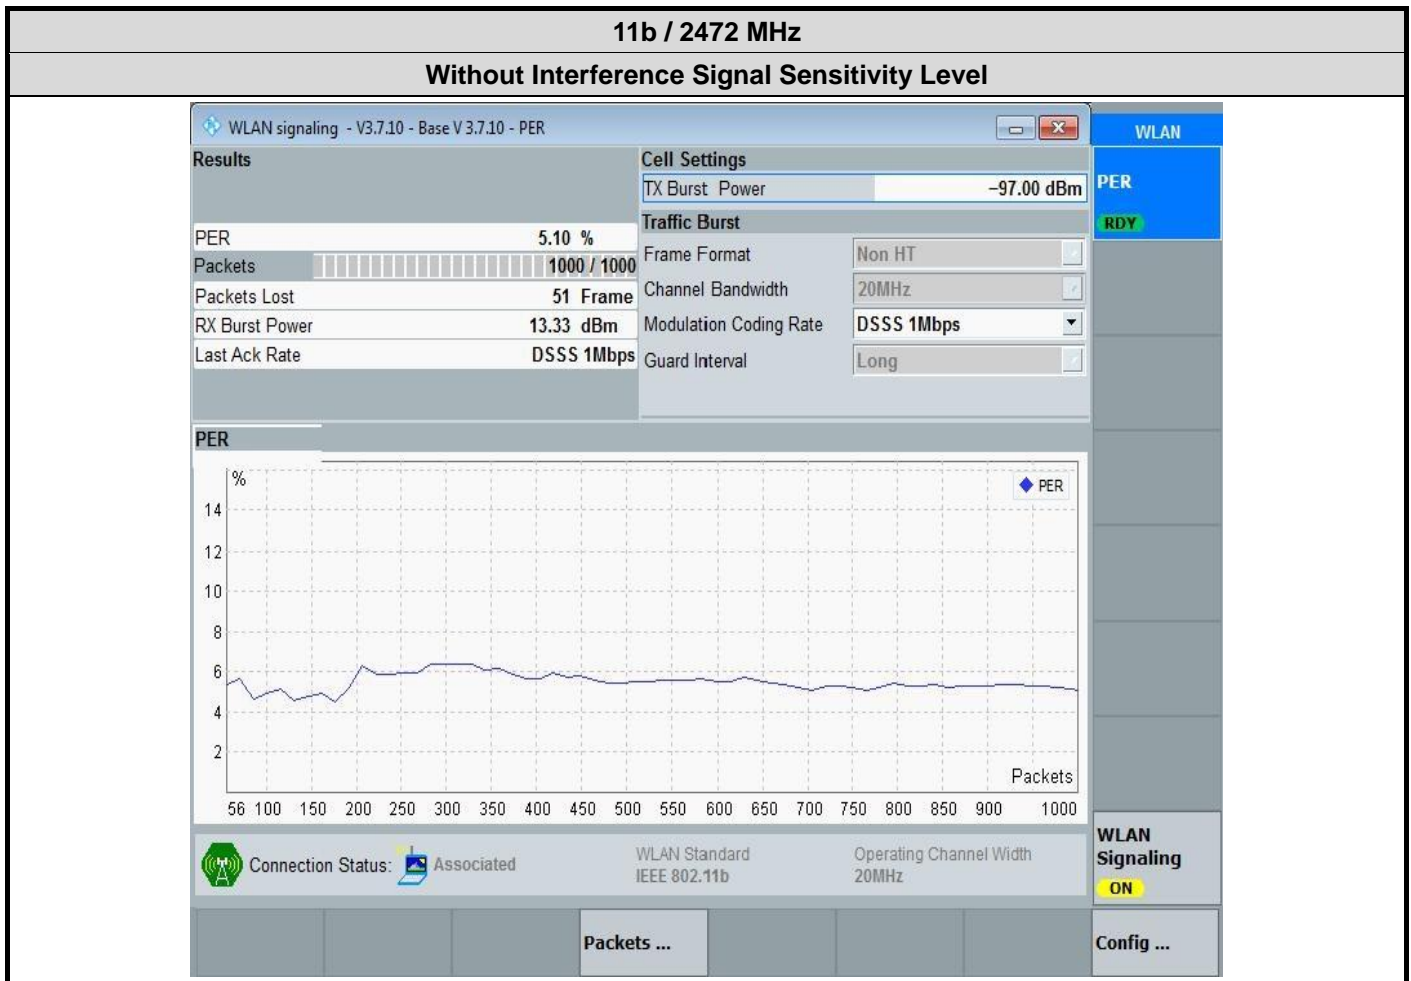 11b / 2472 MHz
Without Interference Signal Sensitivity Level
WLAN signaling - V3.7.10 - Base V 3.7.10 - PER
WLAN
Results
Cell Settings
TX Burst Power -97.00 dBm
PER
RDY
Traffic Burst
PER 5.10 %
Frame Format Non HT
Packets 1000 / 1000
Channel Bandwidth 20MHz
Packets Lost 51 Frame
RX Burst Power 13.33 dBm
Modulation Coding Rate DSSS 1Mbps
Last Ack Rate DSSS 1Mbps
Guard Interval Long
PER
%
PER
14
12
10
8
6
4
2
Packets
56 100 150 200 250 300 350 400 450 500 550 600 650 700 750 800 850 900 1000
Connection Status: Associated
WLAN Standard
IEEE 802.11b
Operating Channel Width
20MHz
WLAN
Signaling
ON
Packets ...
Config ...